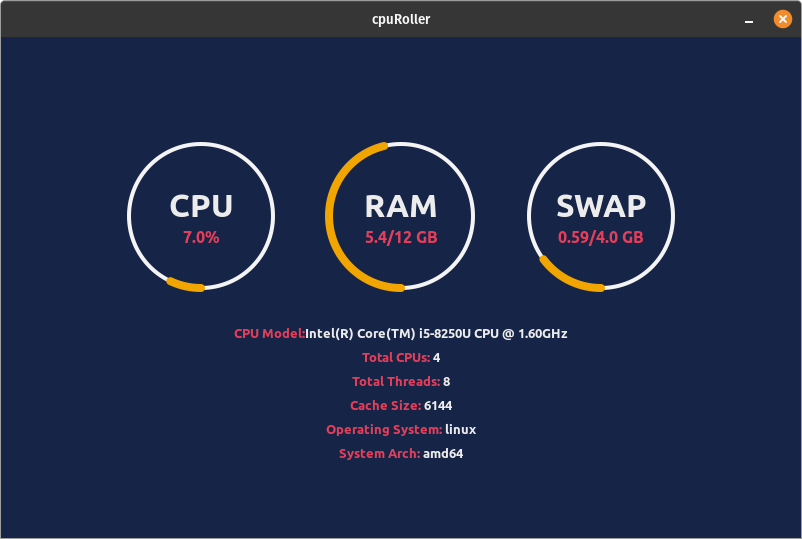 cpuRoller
CPU
7.0%
RAM
5.4/12 GB
SWAP
0.59/4.0 GB
CPU Model:Intel(R) Core(TM) i5-8250U CPU @ 1.60GHz
Total CPUs: 4
Total Threads: 8
Cache Size: 6144
Operating System: linux
System Arch: amd64